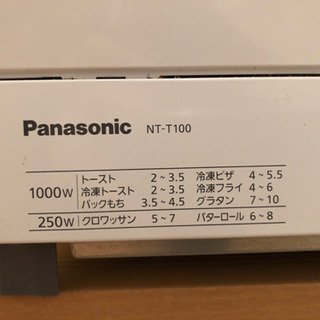 Panasonic NT-T100
1000W トースト 2~3.5 冷凍ピザ 4~5.5
冷凍トースト 2~3.5 冷凍フライ 4~6
パックもち 3.5~4.5 グラタン 7~10
250W クロワッサン 5~7 バターロール 6~8